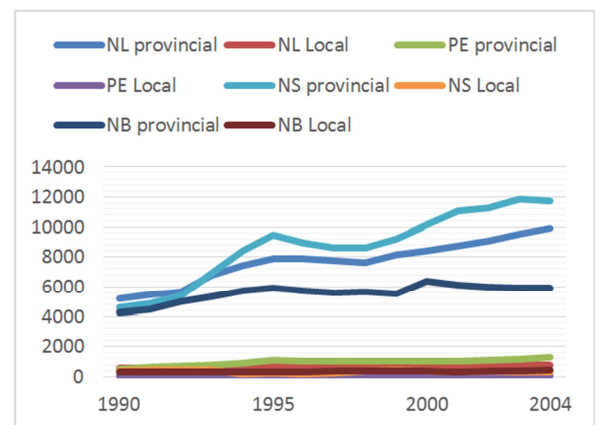 NL provincial NL Local PE provincial
PE Local NS provincial NS Local
NB provincial NB Local
14000
12000
10000
8000
6000
4000
2000
0
1990 1995 2000 2004